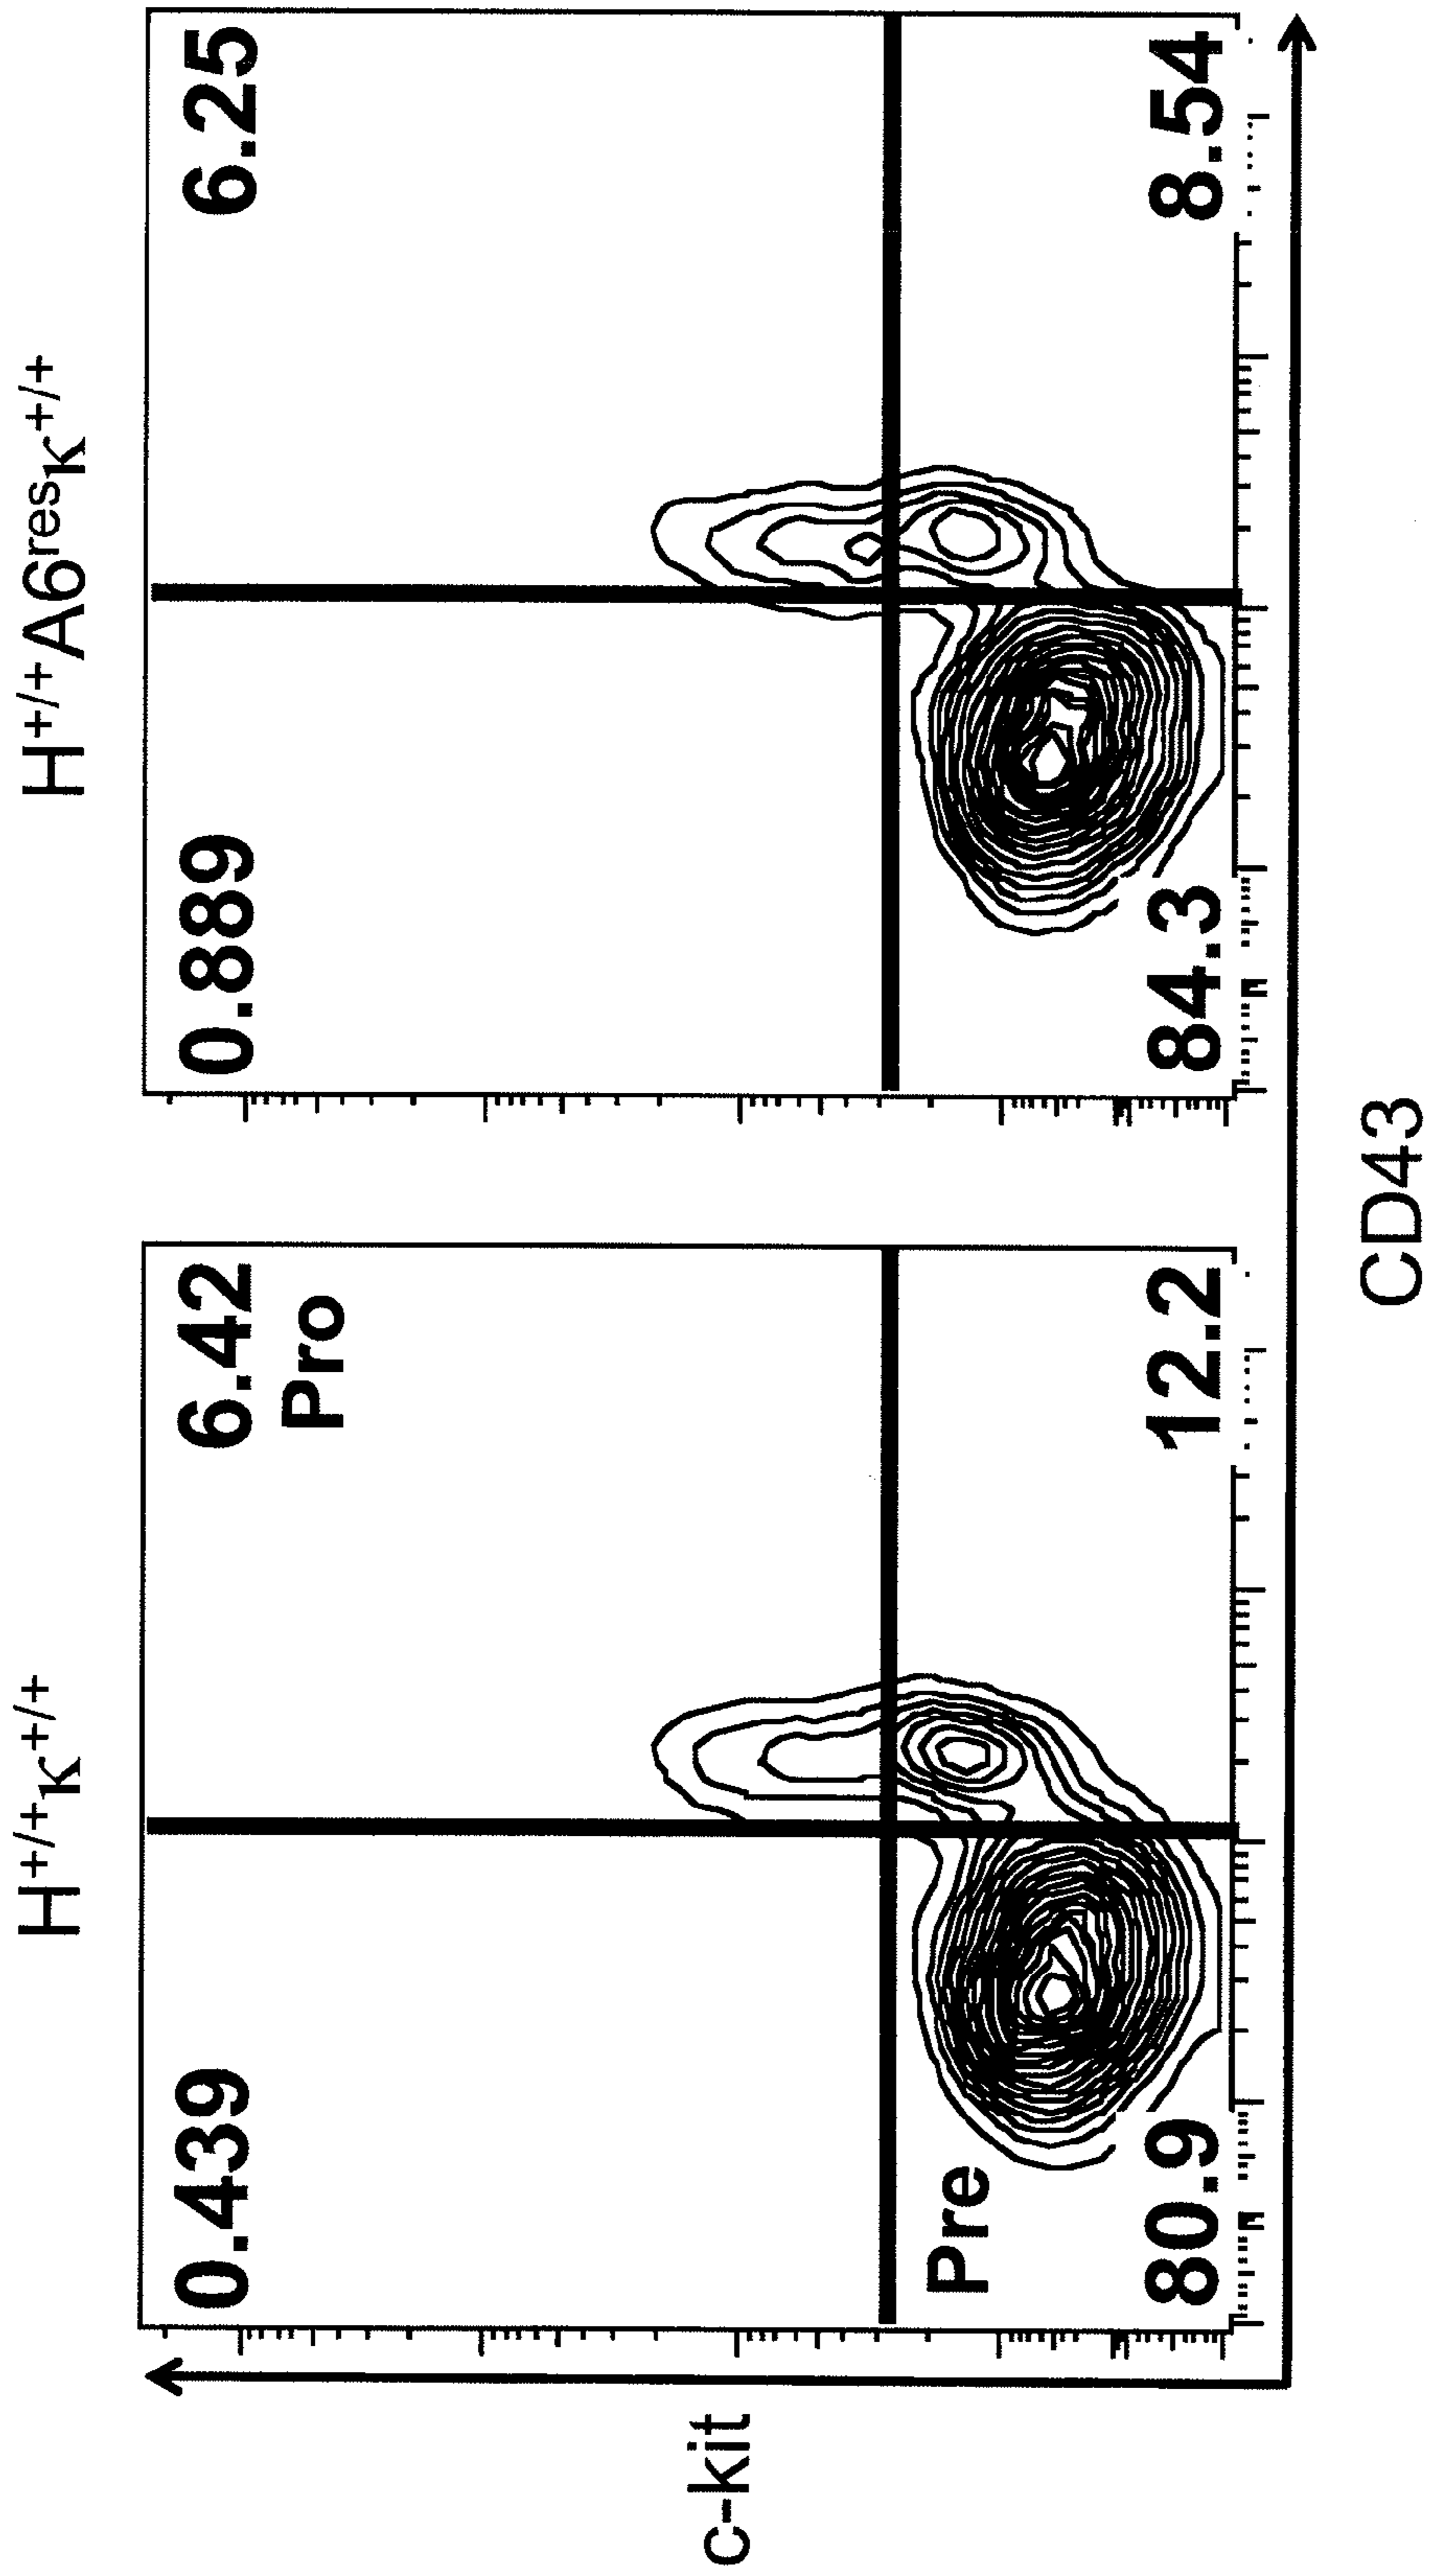 H+/+κ+/+
H+/+A6resκ+/+
0.439
6.42
Pro
0.889
6.25
c-kit
Pre
80.9
12.2
84.3
8.54
CD43